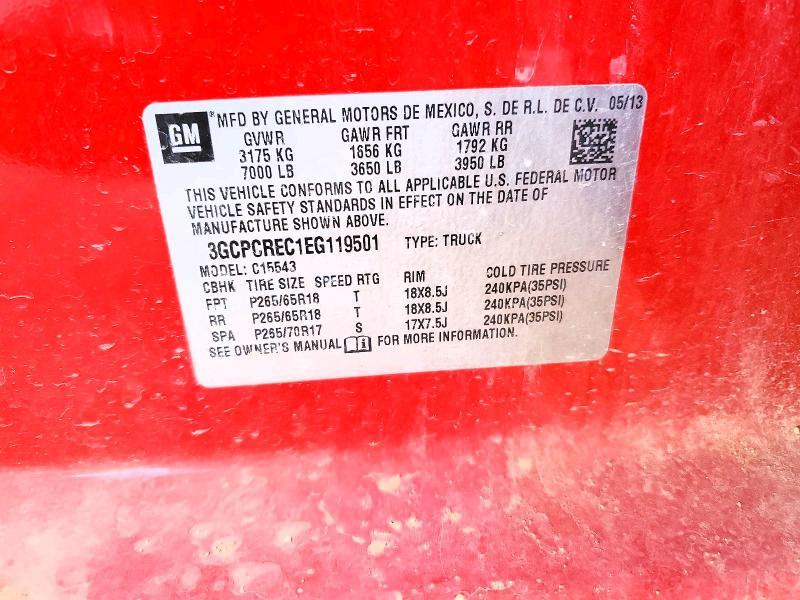 GM ® MFD BY GENERAL MOTORS DE MEXICO, S. DE R.L. DE C.V. 05/13
GVWR GAWR FRT GAWR RR
3175 KG 1656 KG 1792 KG
7000 LB 3650 LB 3950 LB
THIS VEHICLE CONFORMS TO ALL APPLICABLE U.S. FEDERAL MOTOR
VEHICLE SAFETY STANDARDS IN EFFECT ON THE DATE OF
MANUFACTURE SHOWN ABOVE.
3GCPCREC1EG119501 TYPE: TRUCK
MODEL: C15543
CBHK TIRE SIZE SPEED RTG RIM COLD TIRE PRESSURE
FPT P265/65R18 T 18X8.5J 240KPA(35PSI)
RR P265/65R18 T 18X8.5J 240KPA(35PSI)
SPA P265/70R17 S 17X7.5J 240KPA(35PSI)
SEE OWNER'S MANUAL FOR MORE INFORMATION.